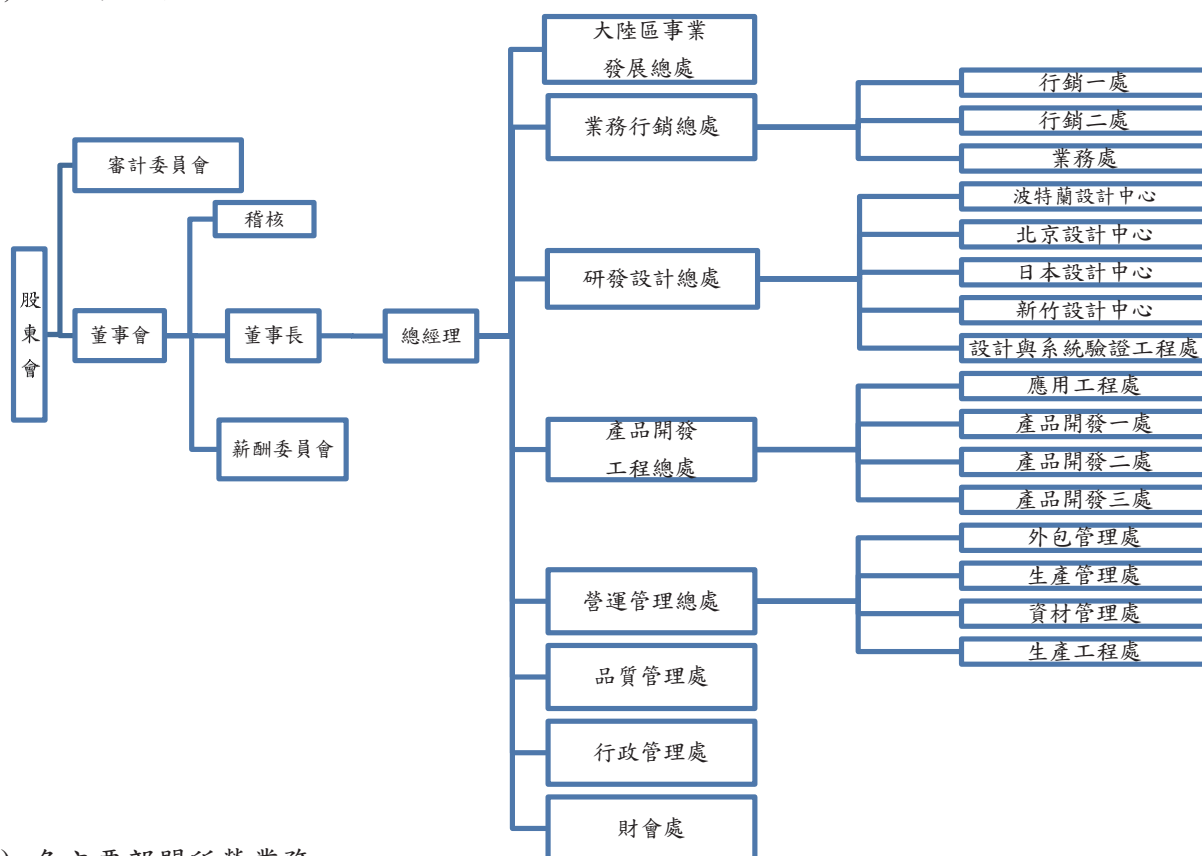 股
東
會
審計委員會
董事會
稽核
董事長
薪酬委員會
總經理
大陸區事業
發展總處
業務行銷總處
行銷一處
行銷二處
業務處
研發設計總處
波特蘭設計中心
北京設計中心
日本設計中心
新竹設計中心
設計與系統驗證工程處
產品開發
工程總處
應用工程處
產品開發一處
產品開發二處
產品開發三處
營運管理總處
外包管理處
生產管理處
資材管理處
生產工程處
品質管理處
行政管理處
財會處